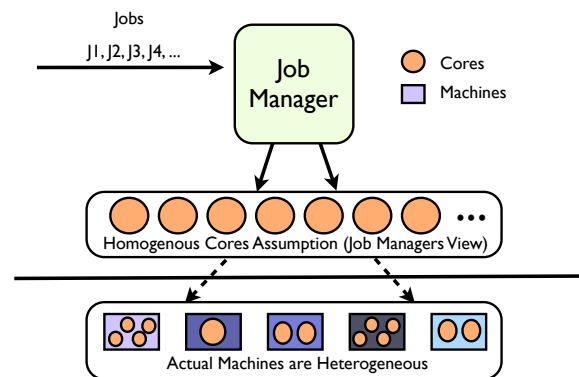 Jobs
J1, J2, J3, J4, ...
Job
Manager
Cores
Machines
...
Homogenous Cores Assumption (Job Managers View)
Actual Machines are Heterogeneous